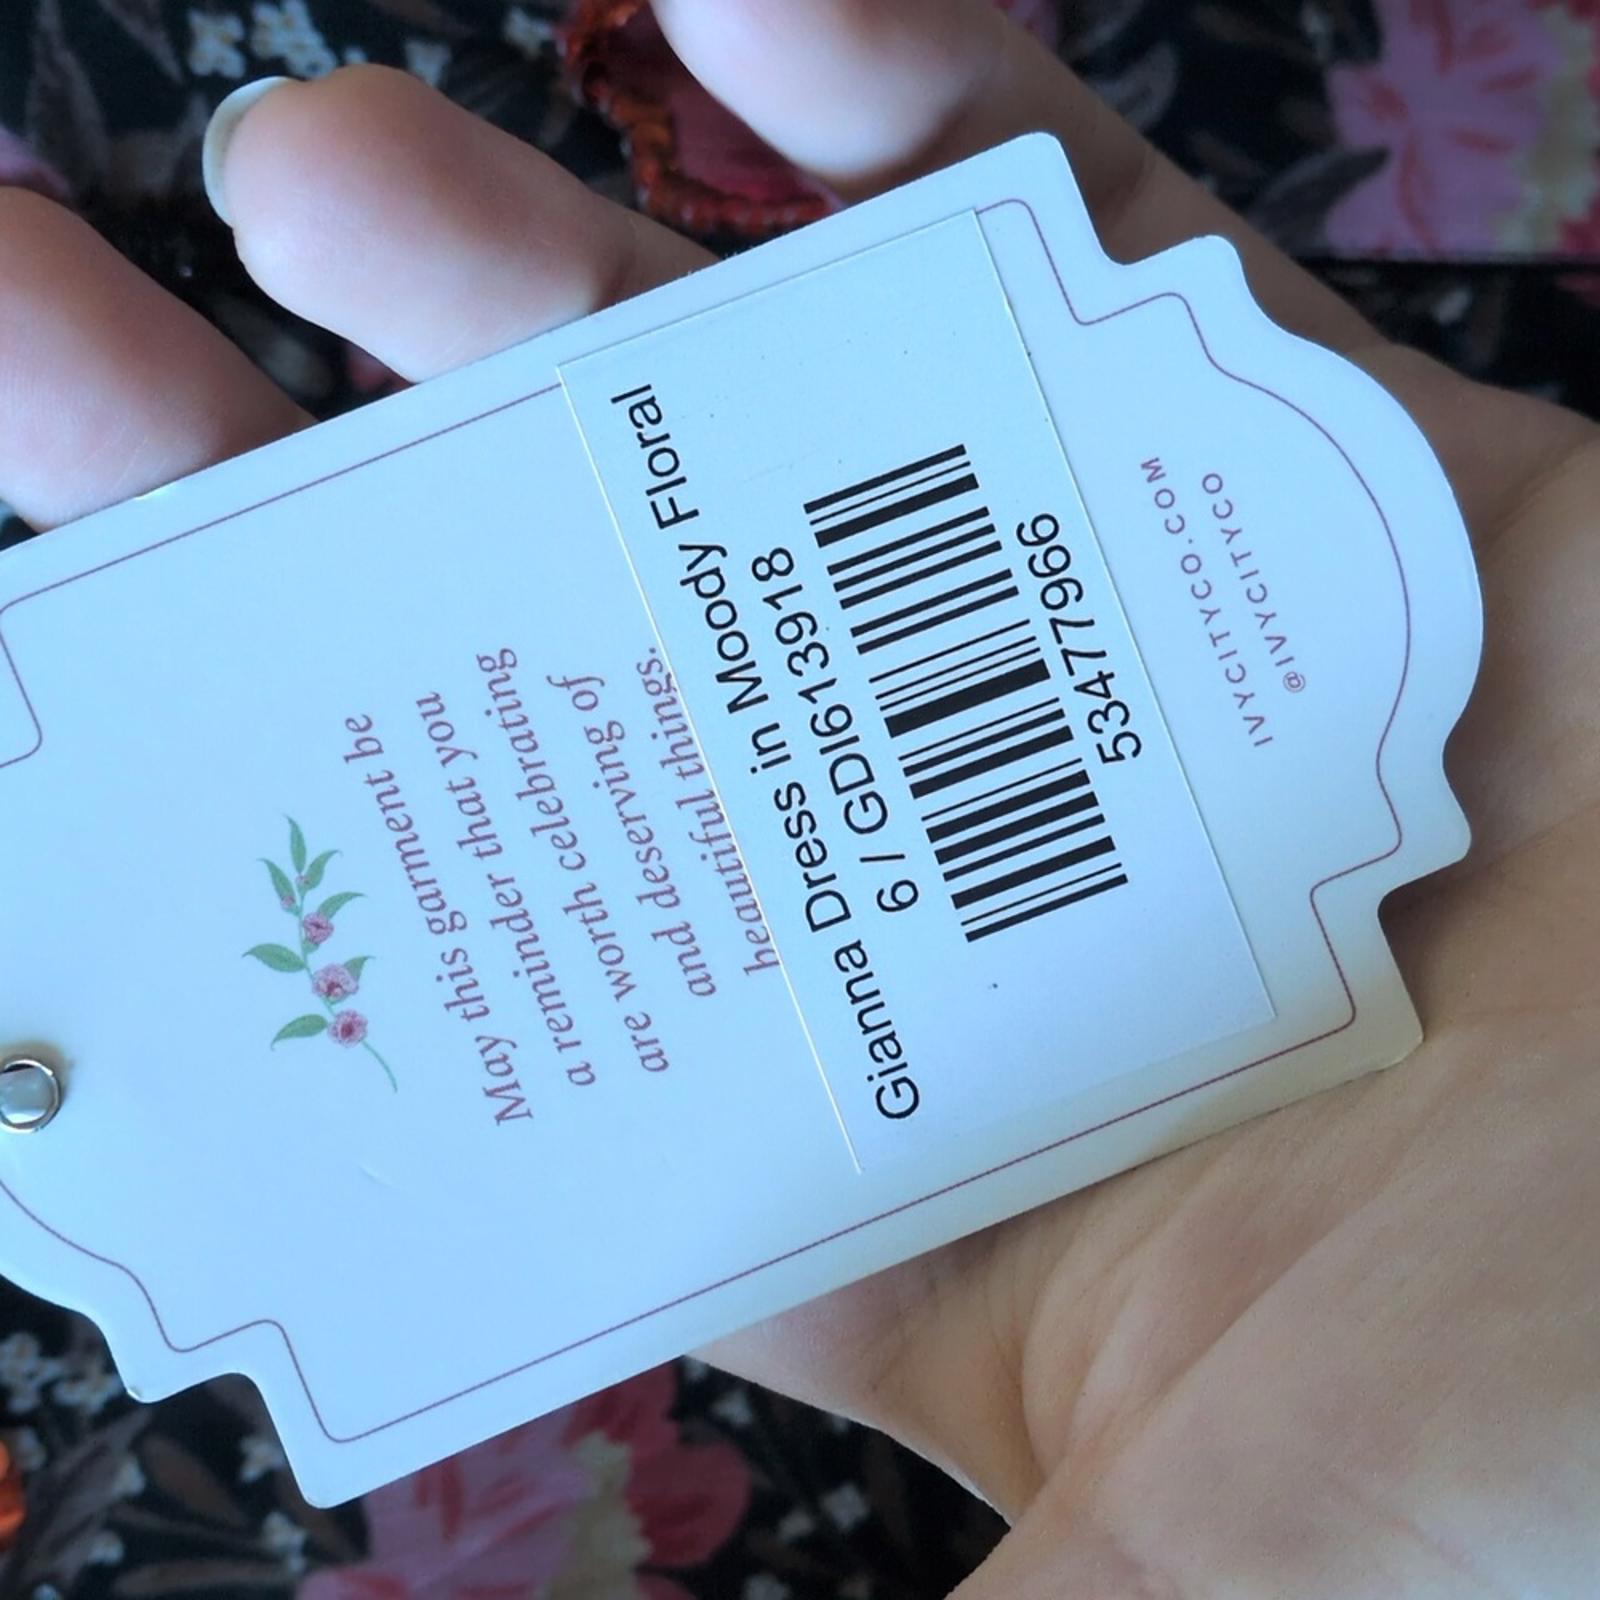 May this garment be
a reminder that you
are worth celebrating
and deserving of
beautiful things.
Gianna Dress in Moody Floral
6 / GDI613918
53477966
IVYCITYCO.COM
@IVYCITYCO